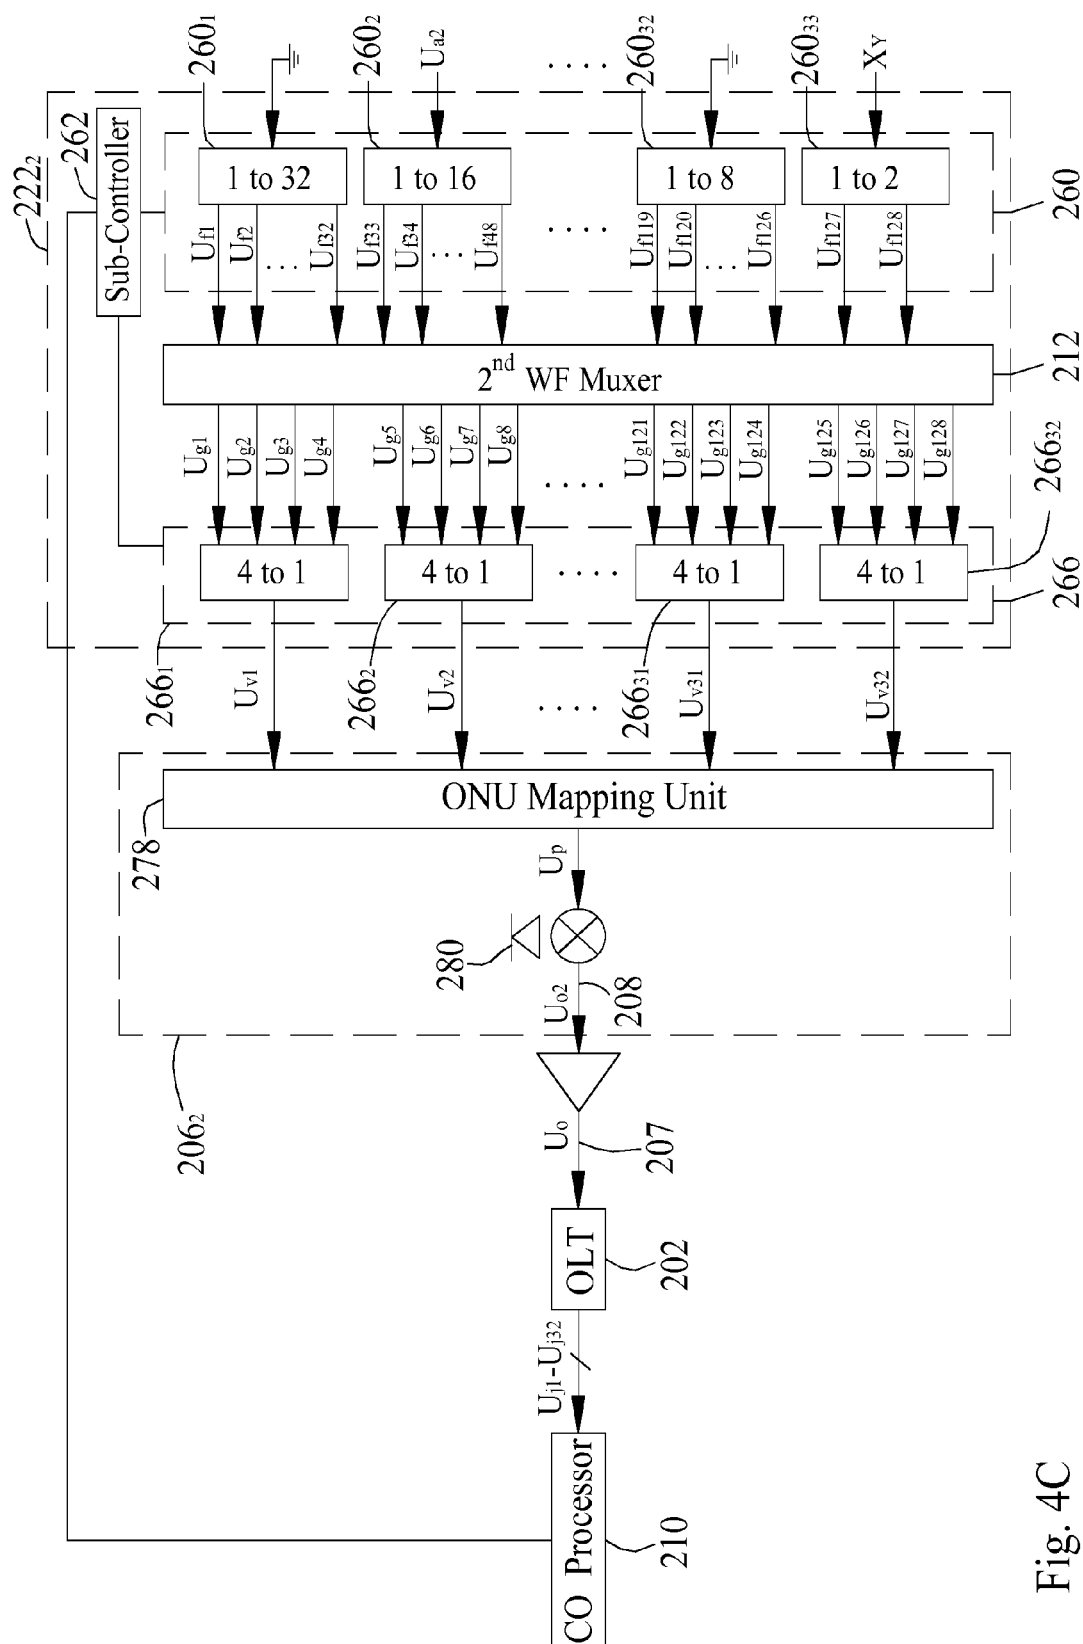 222₂
Sub-Controller
262
260₁
260₂
Uₐ₂
. . . .
260₃₂
260₃₃
X_Y
1 to 32
1 to 16
1 to 8
1 to 2
260
U_f1
U_f2
. . .
U_f32
U_f33
U_f34
. . .
U_f48
. . . .
U_f119
U_f120
. . .
U_f126
U_f127
U_f128
2ⁿᵈ WF Muxer
212
U_g1
U_g2
U_g3
U_g4
U_g5
U_g6
U_g7
U_g8
. . . .
U_g121
U_g122
U_g123
U_g124
U_g125
U_g126
U_g127
U_g128
4 to 1
4 to 1
. . . .
4 to 1
4 to 1
266₃₂
266
266₁
266₂
266₃₁
U_v1
U_v2
. . . .
U_v31
U_v32
ONU Mapping Unit
278
U_p
280
U_o2
208
206₂
U_o
207
OLT
202
U_j1-U_j32
CO Processor
210
Fig. 4C